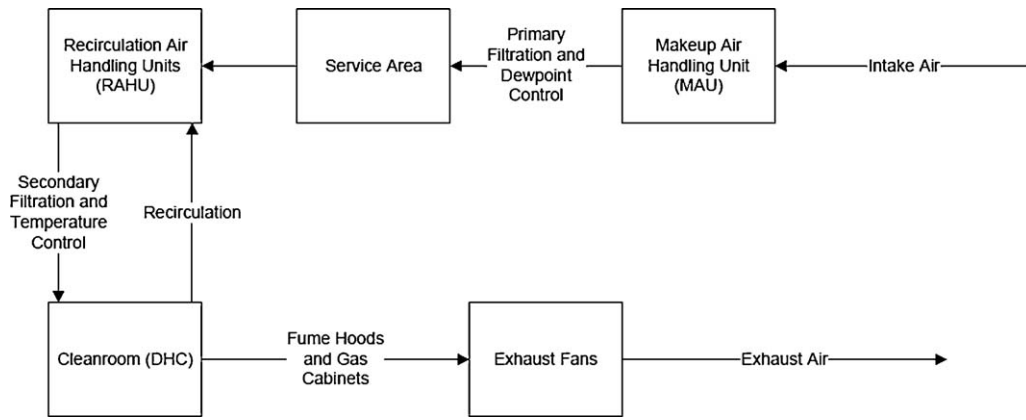 Recirculation Air
Handling Units
(RAHU)
Service Area
Primary
Filtration and
Dewpoint
Control
Makeup Air
Handling Unit
(MAU)
Intake Air
Secondary
Filtration and
Temperature
Control
Recirculation
Cleanroom (DHC)
Fume Hoods
and Gas
Cabinets
Exhaust Fans
Exhaust Air